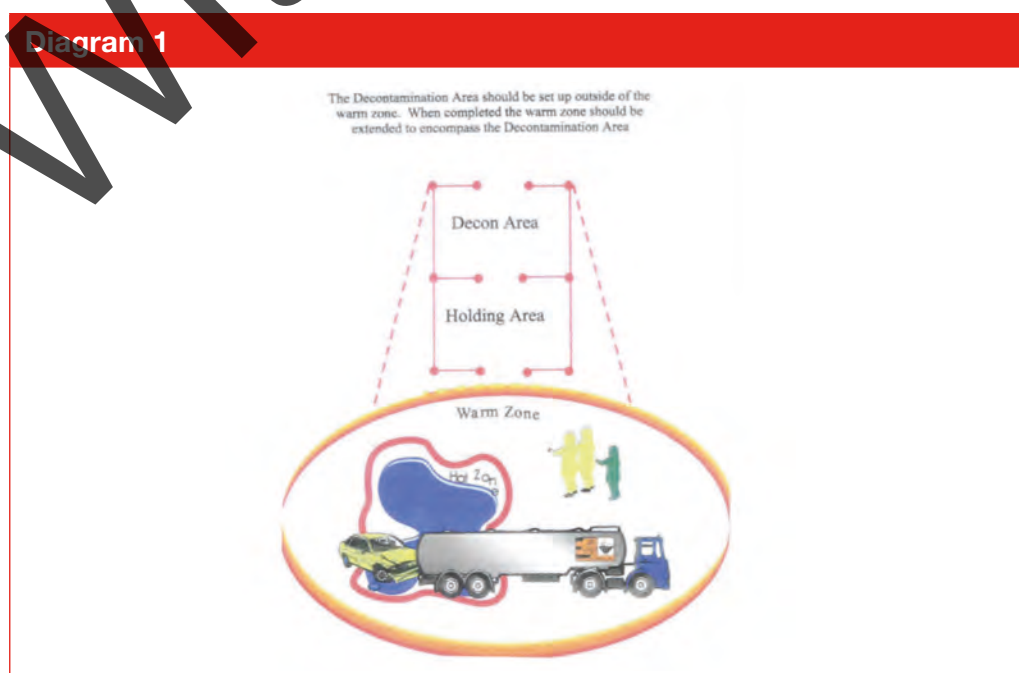 Diagram 1
The Decontamination Area should be set up outside of the
warm zone. When completed the warm zone should be
extended to encompass the Decontamination Area
Decon Area
Holding Area
Warm Zone
Hot Zone